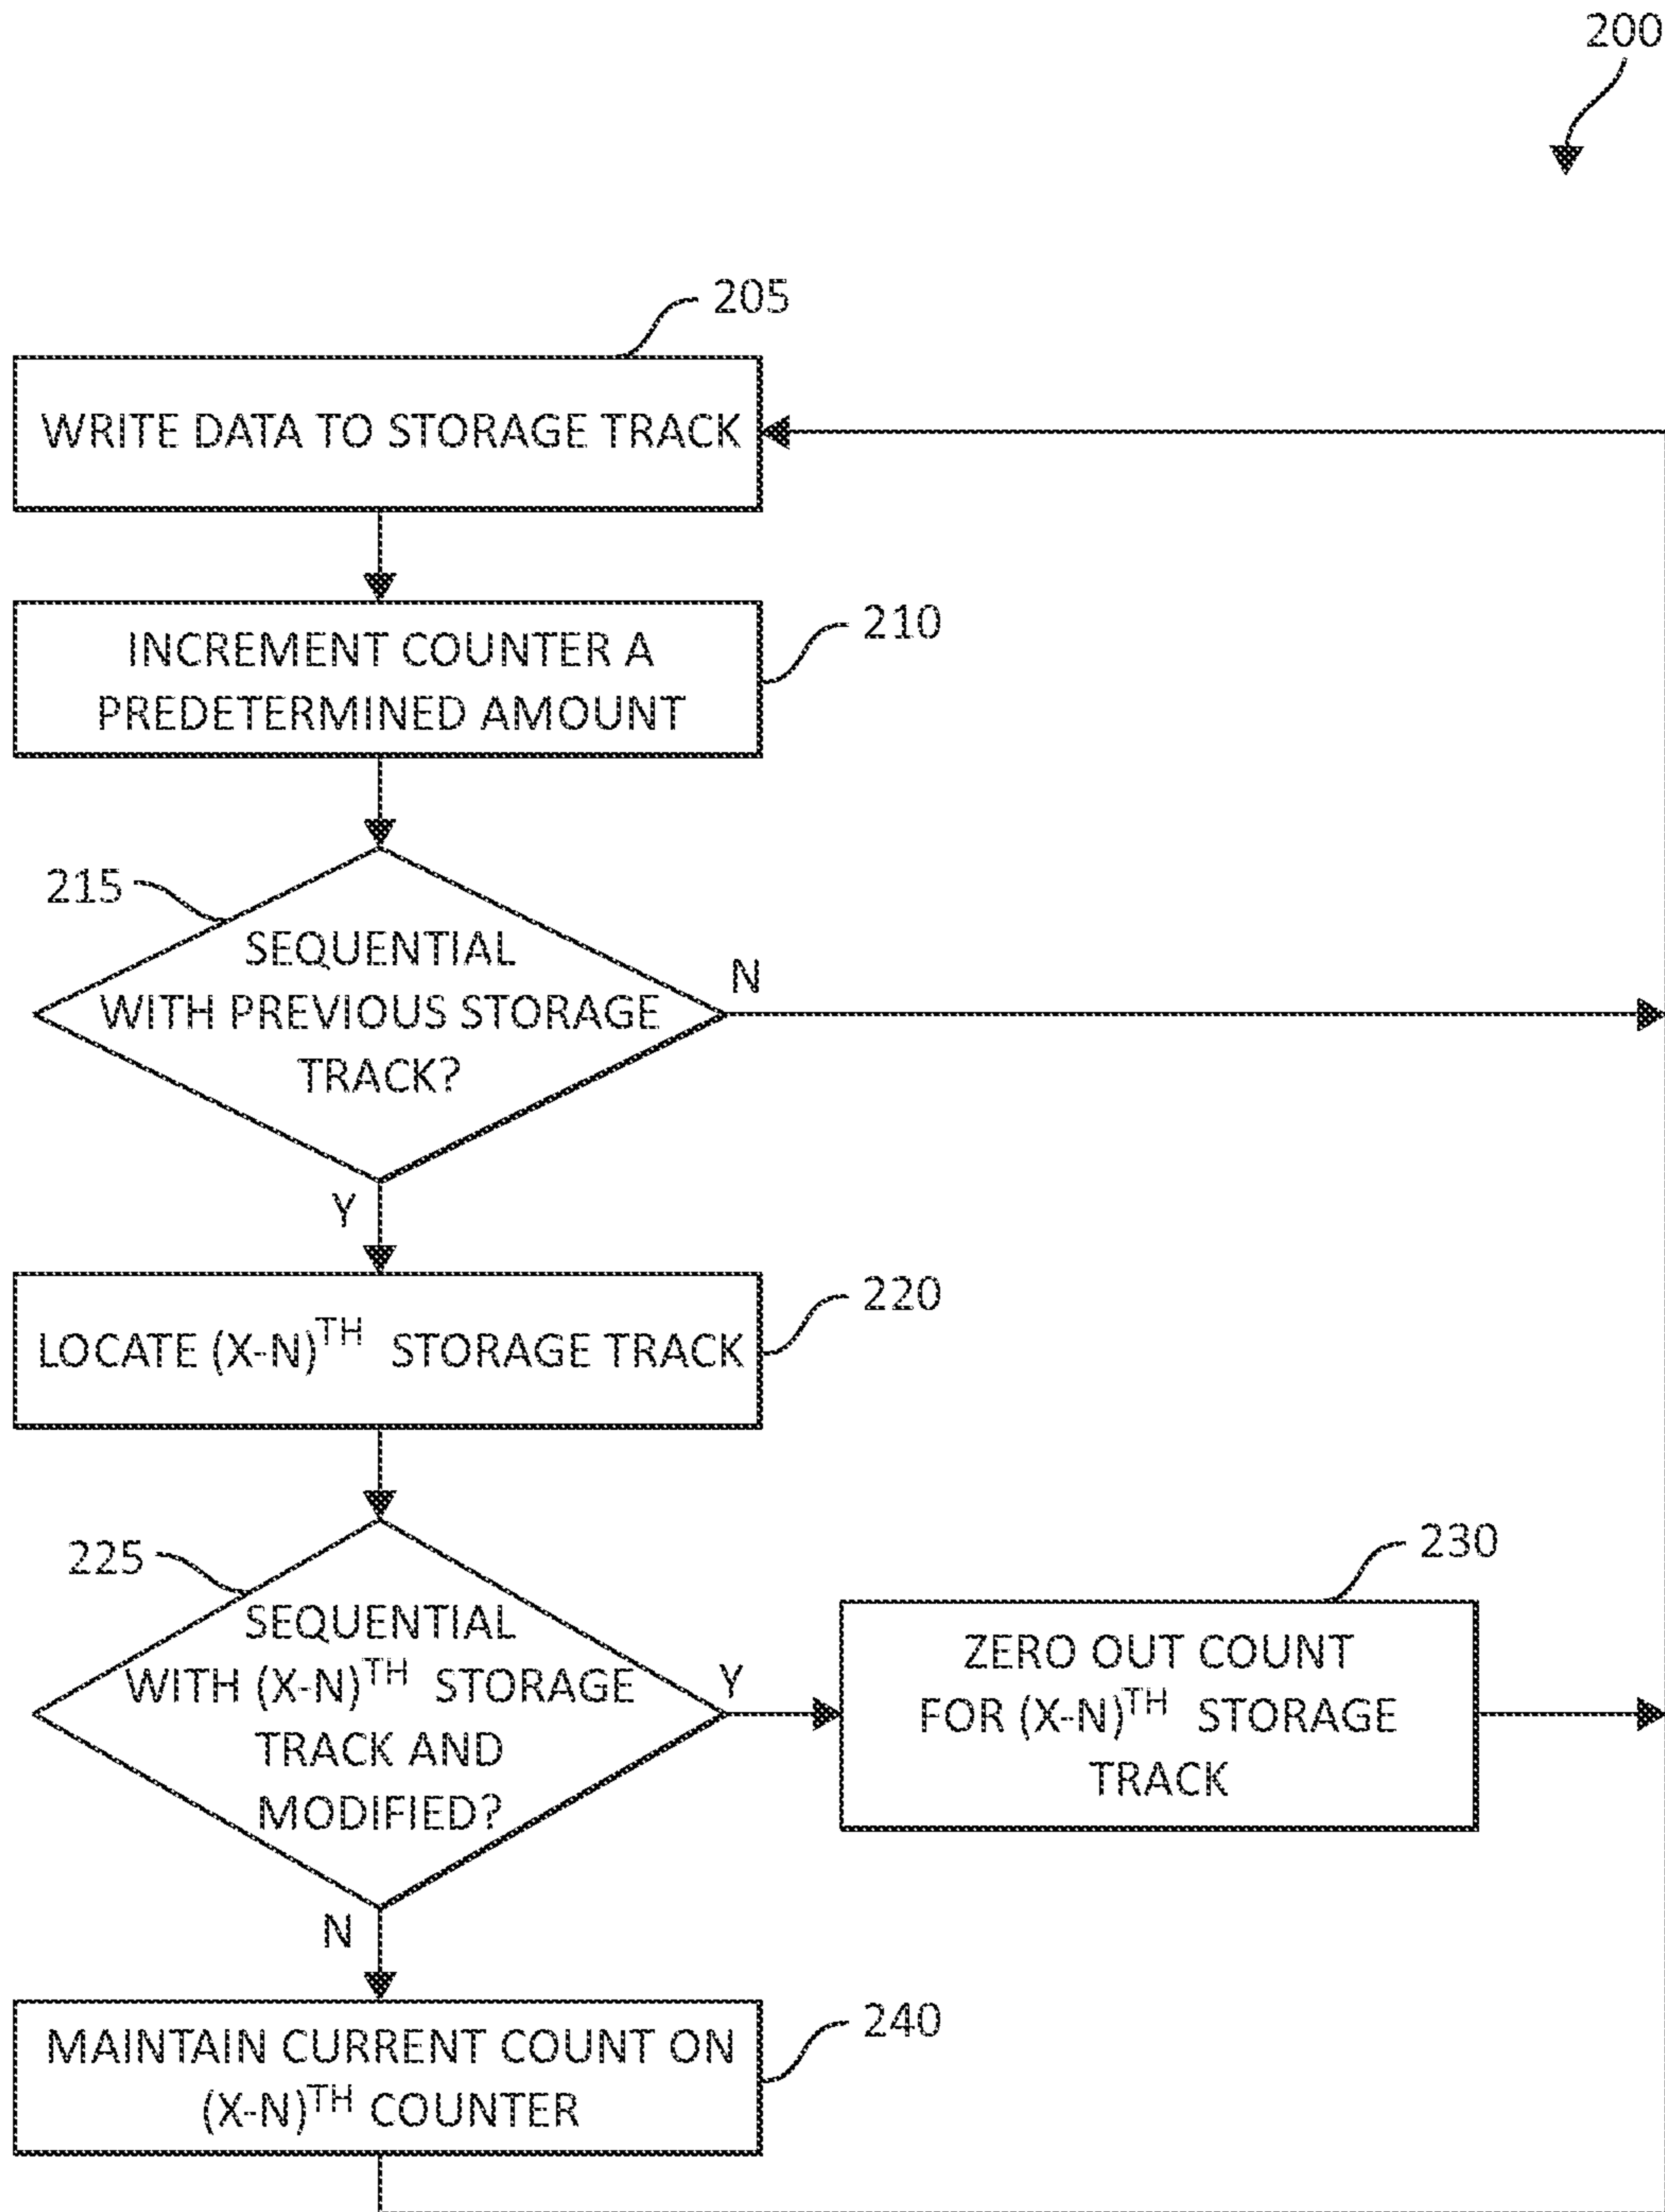 200
205
WRITE DATA TO STORAGE TRACK
INCREMENT COUNTER A
PREDETERMINED AMOUNT
210
215
SEQUENTIAL
WITH PREVIOUS STORAGE
TRACK?
N
Y
LOCATE (X-N)TH STORAGE TRACK
220
225
SEQUENTIAL
WITH (X-N)TH STORAGE
TRACK AND
MODIFIED?
Y
N
230
ZERO OUT COUNT
FOR (X-N)TH STORAGE
TRACK
MAINTAIN CURRENT COUNT ON
(X-N)TH COUNTER
240